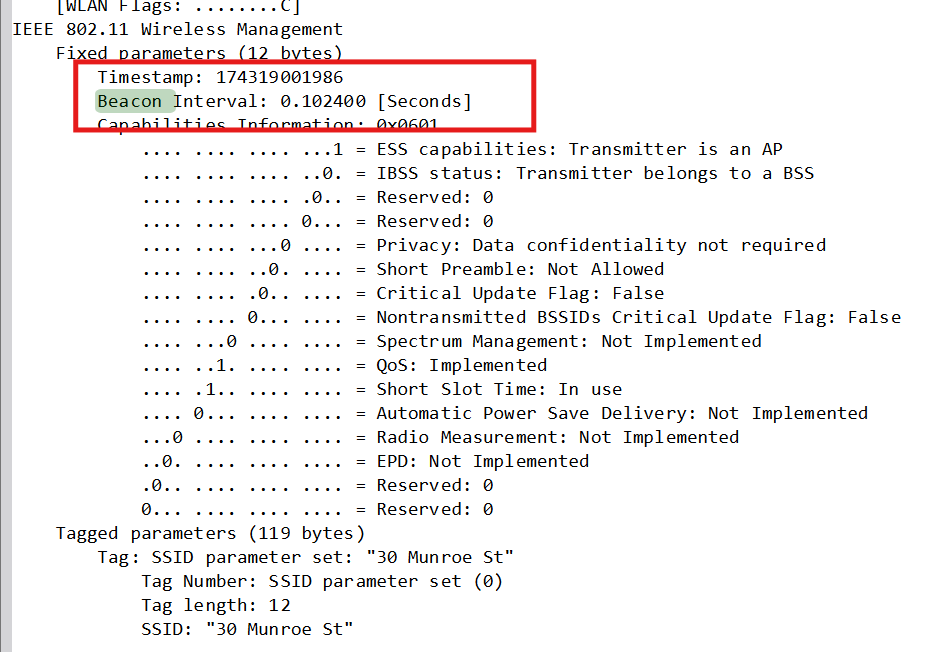 [WLAN Flags: ........C]
IEEE 802.11 Wireless Management
Fixed parameters (12 bytes)
Timestamp: 174319001986
Beacon Interval: 0.102400 [Seconds]
Capabilities Information: 0x0601
.... .... .... ...1 = ESS capabilities: Transmitter is an AP
.... .... .... ..0. = IBSS status: Transmitter belongs to a BSS
.... .... .... .0.. = Reserved: 0
.... .... .... 0... = Reserved: 0
.... .... ...0 .... = Privacy: Data confidentiality not required
.... .... ..0. .... = Short Preamble: Not Allowed
.... .... .0.. .... = Critical Update Flag: False
.... .... 0... .... = Nontransmitted BSSIDs Critical Update Flag: False
.... ...0 .... .... = Spectrum Management: Not Implemented
.... ..1. .... .... = QoS: Implemented
.... .1.. .... .... = Short Slot Time: In use
.... 0... .... .... = Automatic Power Save Delivery: Not Implemented
...0 .... .... .... = Radio Measurement: Not Implemented
..0. .... .... .... = EPD: Not Implemented
.0.. .... .... .... = Reserved: 0
0... .... .... .... = Reserved: 0
Tagged parameters (119 bytes)
Tag: SSID parameter set: "30 Munroe St"
Tag Number: SSID parameter set (0)
Tag length: 12
SSID: "30 Munroe St"